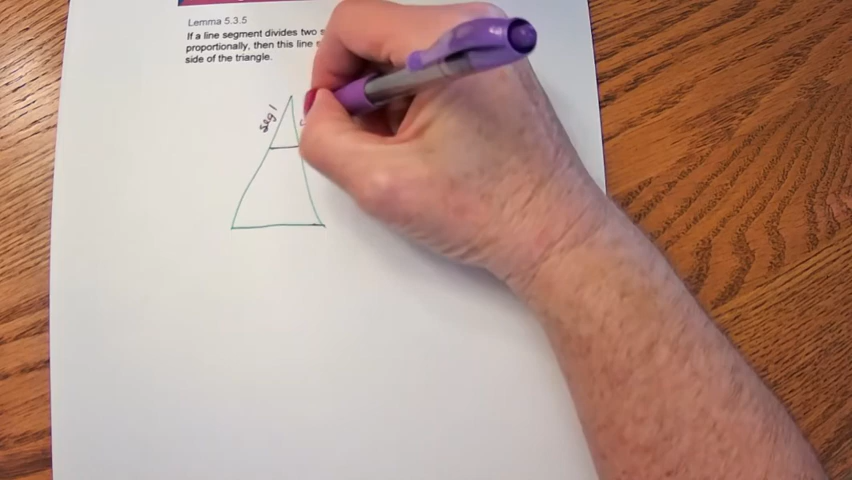 Lemma 5.3.5
If a line segment divides two
proportionally, then this line
side of the triangle.
Seg 1